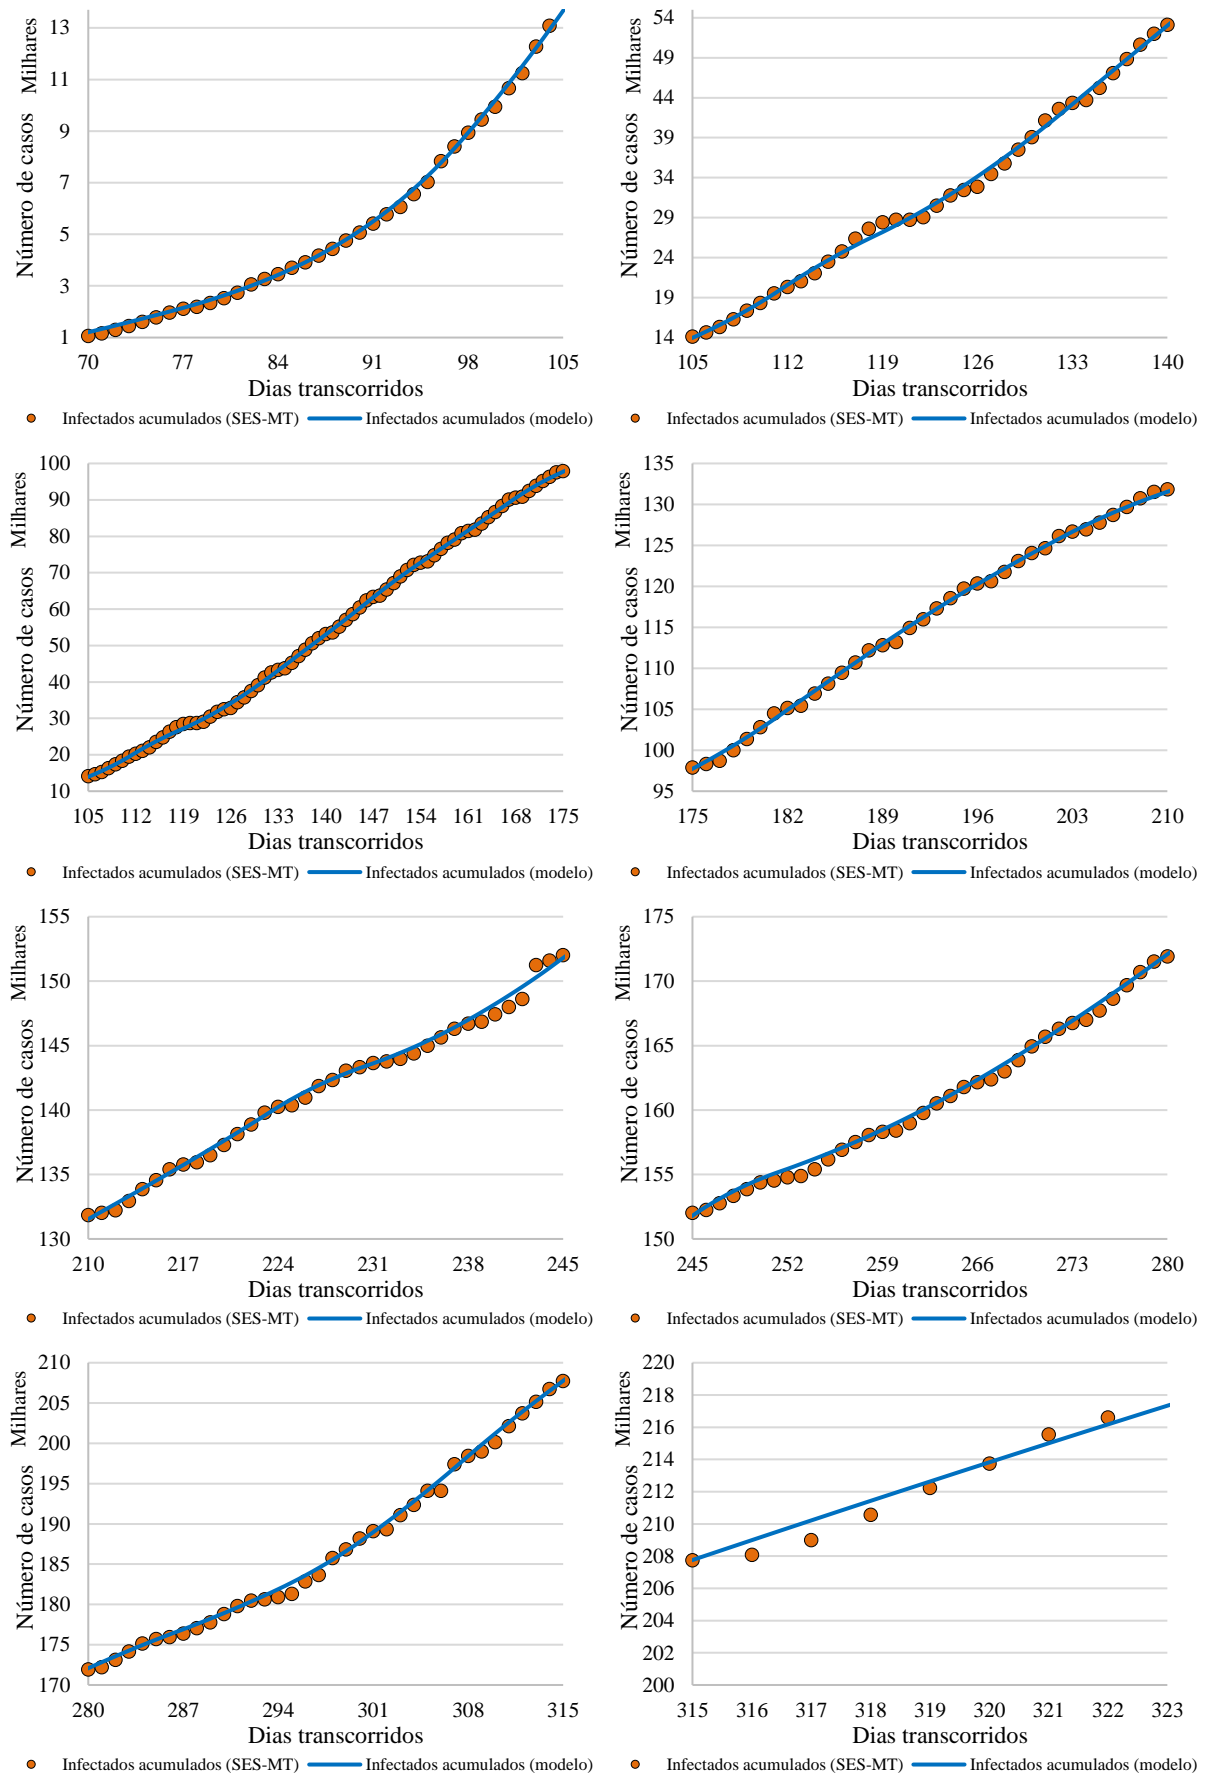 Número de casos Milhares
13
11
9
7
5
3
1
70 77 84 91 98 105
Dias transcorridos
Infectados acumulados (SES-MT) Infectados acumulados (modelo)
Número de casos Milhares
54
49
44
39
34
29
24
19
14
105 112 119 126 133 140
Dias transcorridos
Infectados acumulados (SES-MT) Infectados acumulados (modelo)
Número de casos Milhares
100
90
80
70
60
50
40
30
20
10
105 112 119 126 133 140 147 154 161 168 175
Dias transcorridos
Infectados acumulados (SES-MT) Infectados acumulados (modelo)
Número de casos Milhares
135
130
125
120
115
110
105
100
95
175 182 189 196 203 210
Dias transcorridos
Infectados acumulados (SES-MT) Infectados acumulados (modelo)
Número de casos Milhares
155
150
145
140
135
130
210 217 224 231 238 245
Dias transcorridos
Infectados acumulados (SES-MT) Infectados acumulados (modelo)
Número de casos Milhares
175
170
165
160
155
150
245 252 259 266 273 280
Dias transcorridos
Infectados acumulados (SES-MT) Infectados acumulados (modelo)
Número de casos Milhares
210
205
200
195
190
185
180
175
170
280 287 294 301 308 315
Dias transcorridos
Infectados acumulados (SES-MT) Infectados acumulados (modelo)
Número de casos Milhares
220
218
216
214
212
210
208
206
204
202
200
315 316 317 318 319 320 321 322 323
Dias transcorridos
Infectados acumulados (SES-MT) Infectados acumulados (modelo)